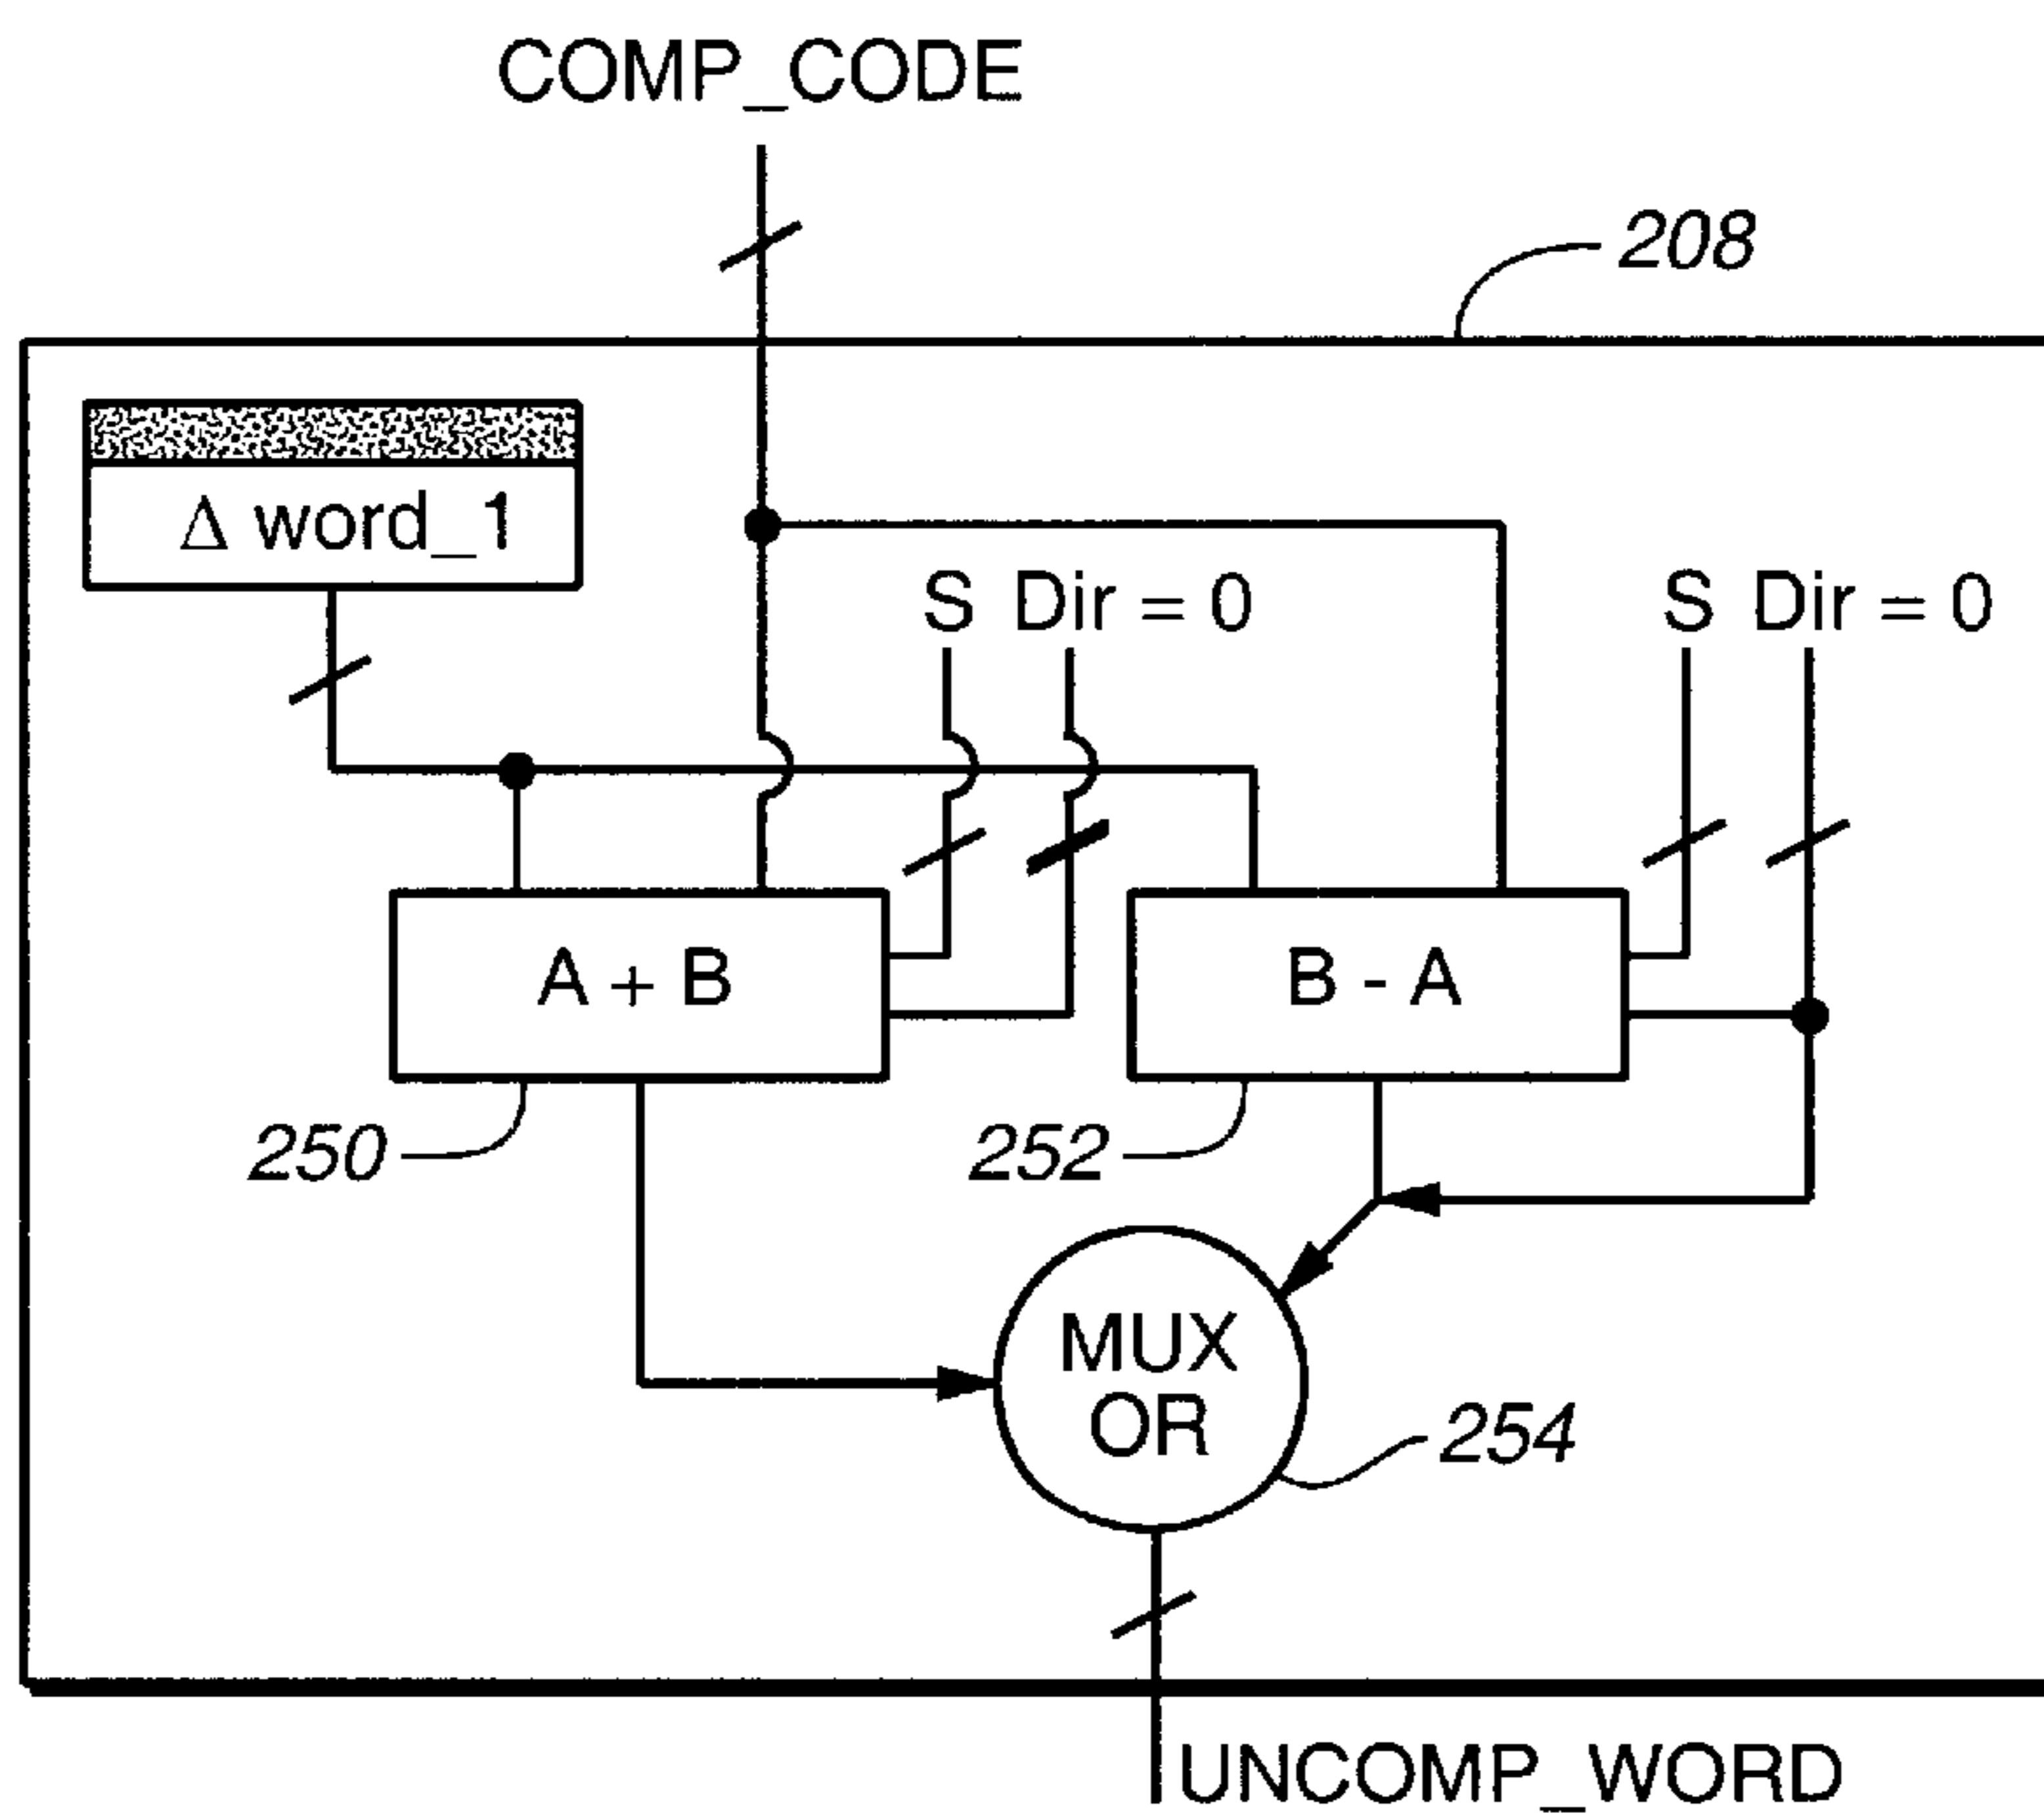 COMP_CODE
208
Δ word_1
S Dir = 0
S Dir = 0
A + B
B - A
250
252
MUX
OR
254
UNCOMP_WORD